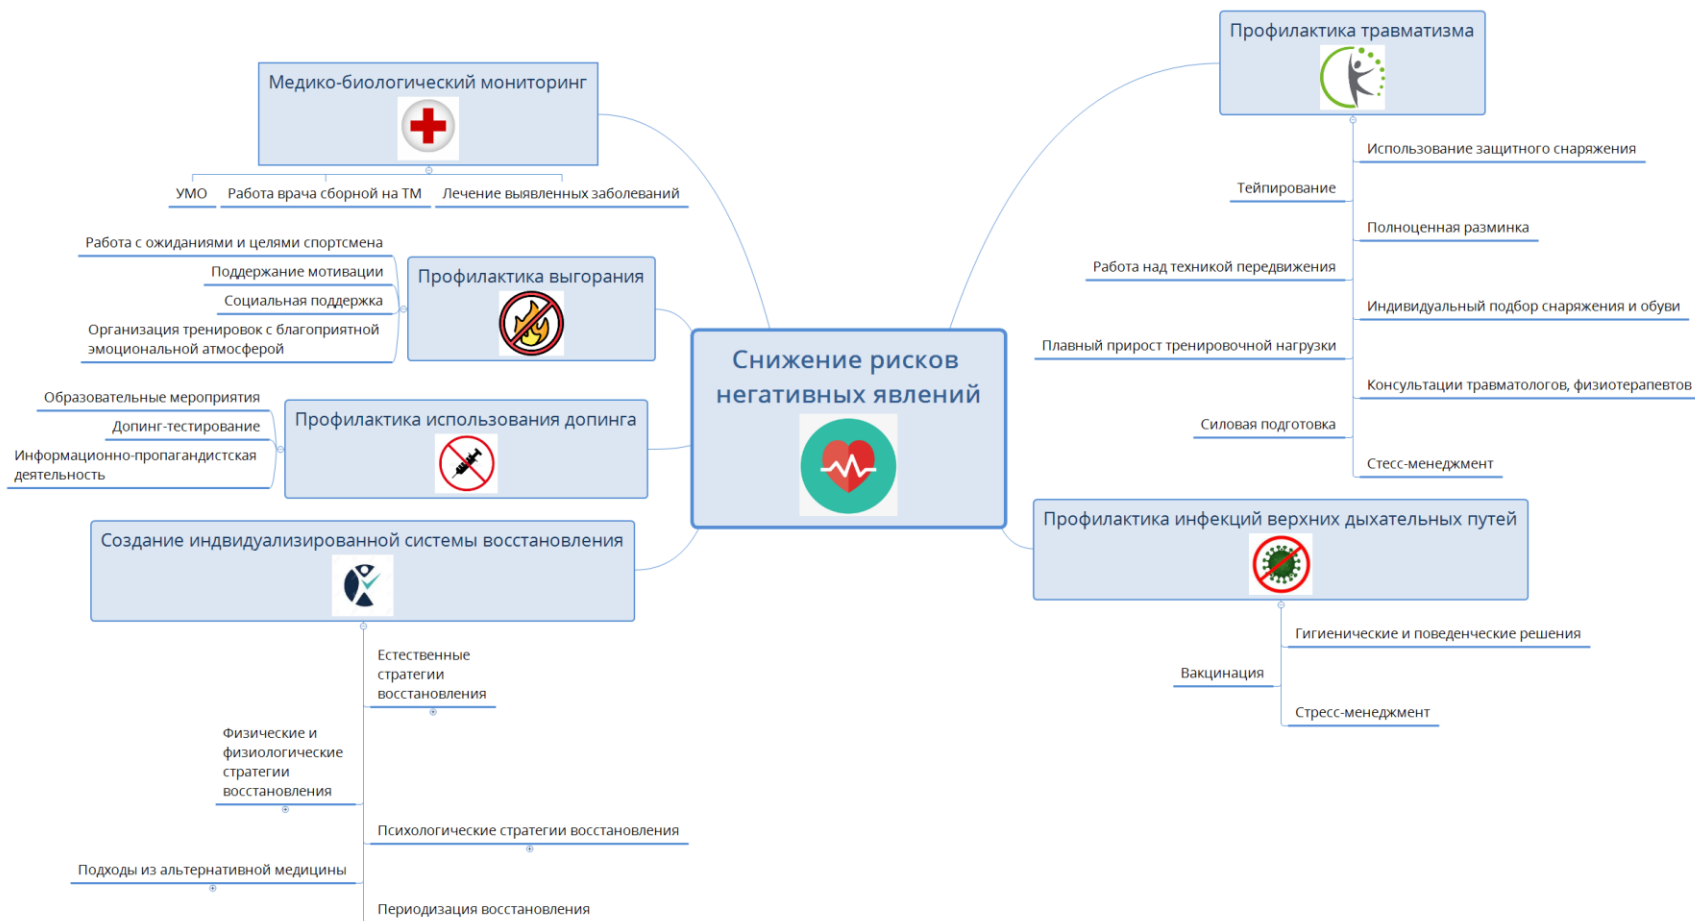 Снижение рисков
негативных явлений
Медико-биологический мониторинг
УМО
Работа врача сборной на ТМ
Лечение выявленных заболеваний
Профилактика выгорания
Работа с ожиданиями и целями спортсмена
Поддержание мотивации
Социальная поддержка
Организация тренировок с благоприятной
эмоциональной атмосферой
Профилактика использования допинга
Образовательные мероприятия
Допинг-тестирование
Информационно-пропагандистская
деятельность
Создание индвидуализированной системы восстановления
Естественные
стратегии
восстановления
Физические и
физиологические
стратегии
восстановления
Психологические стратегии восстановления
Подходы из альтернативной медицины
Периодизация восстановления
Профилактика травматизма
Использование защитного снаряжения
Тейпирование
Полноценная разминка
Работа над техникой передвижения
Индивидуальный подбор снаряжения и обуви
Плавный прирост тренировочной нагрузки
Консультации травматологов, физиотерапевтов
Силовая подготовка
Стесс-менеджмент
Профилактика инфекций верхних дыхательных путей
Гигиенические и поведенческие решения
Вакцинация
Стресс-менеджмент